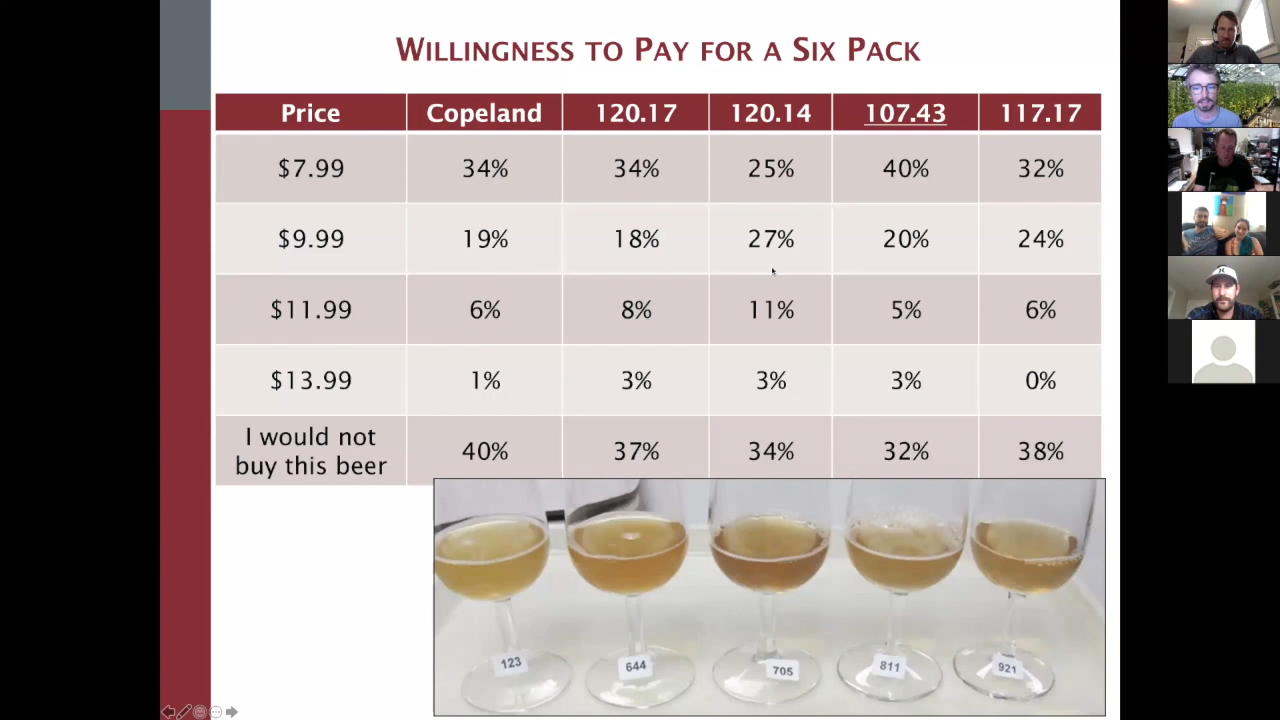 WILLINGNESS TO PAY FOR A SIX PACK
Price Copeland 120.17 120.14 107.43 117.17
$7.99 34% 34% 25% 40% 32%
$9.99 19% 18% 27% 20% 24%
$11.99 6% 8% 11% 5% 6%
$13.99 1% 3% 3% 3% 0%
I would not
buy this beer 40% 37% 34% 32% 38%
123 644 705 811 921